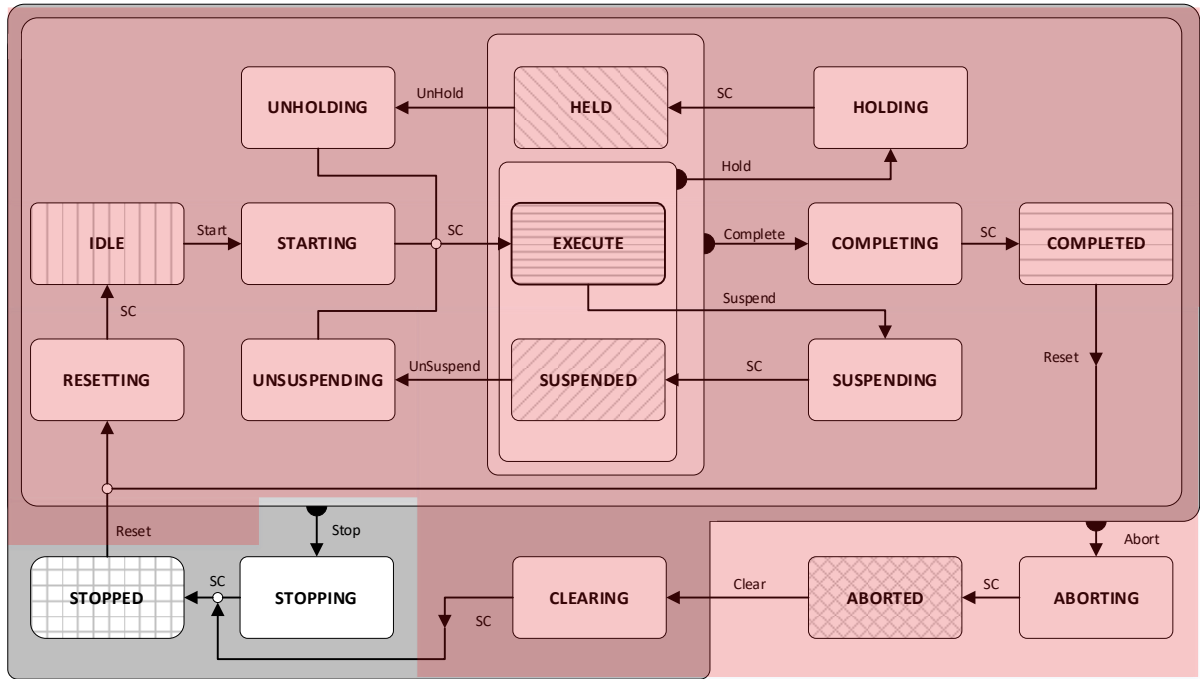 UNHOLDING
UnHold
HELD
SC
HOLDING
Hold
IDLE
Start
STARTING
SC
EXECUTE
Complete
COMPLETING
SC
COMPLETED
SC
Suspend
RESETTING
UNSUSPENDING
UnSuspend
SUSPENDED
SC
SUSPENDING
Reset
Reset
Stop
Abort
STOPPED
SC
STOPPING
SC
CLEARING
Clear
ABORTED
SC
ABORTING